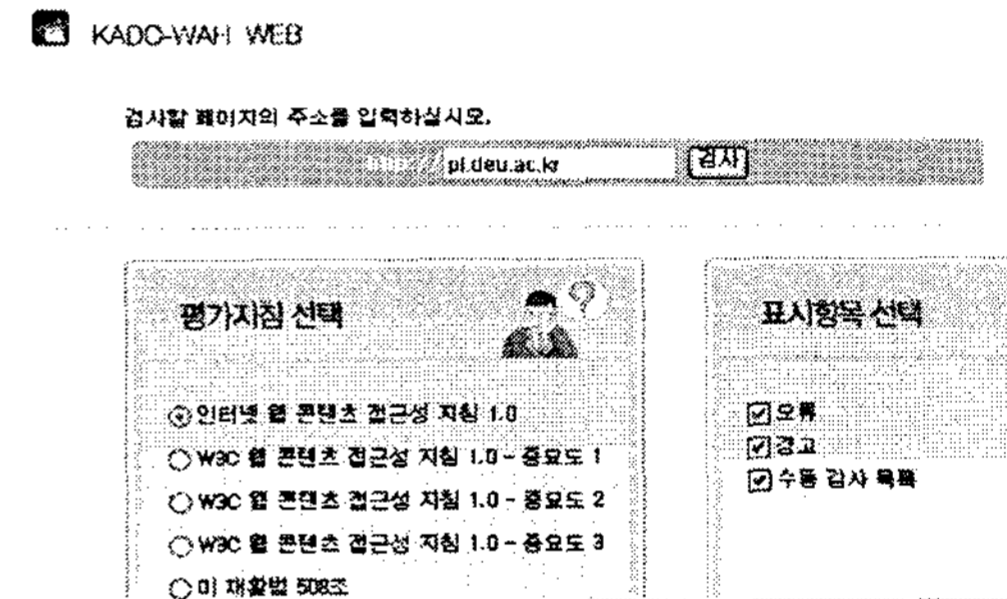 KADO-WAH WEB
검사할 페이지의 주소를 입력하십시오.
http:// pl.deu.ac.kr 검사
평가지침 선택
인터넷 웹 콘텐츠 접근성 지침 1.0
W3C 웹 콘텐츠 접근성 지침 1.0 - 중요도 1
W3C 웹 콘텐츠 접근성 지침 1.0 - 중요도 2
W3C 웹 콘텐츠 접근성 지침 1.0 - 중요도 3
미 재활법 508조
표시항목 선택
오류
경고
수동 검사 목록